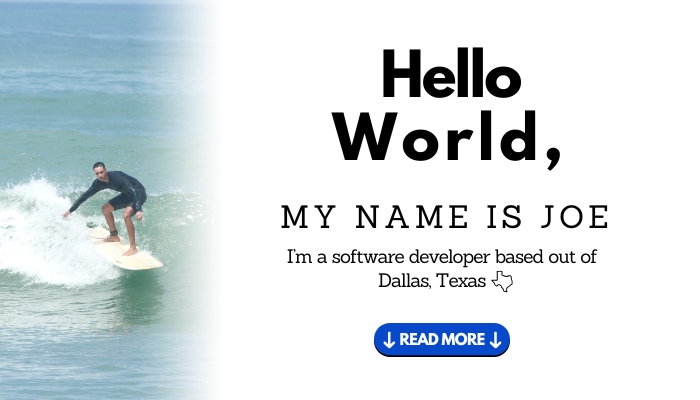 Hello
World,
MY NAME IS JOE
I'm a software developer based out of
Dallas, Texas
↓ READ MORE ↓